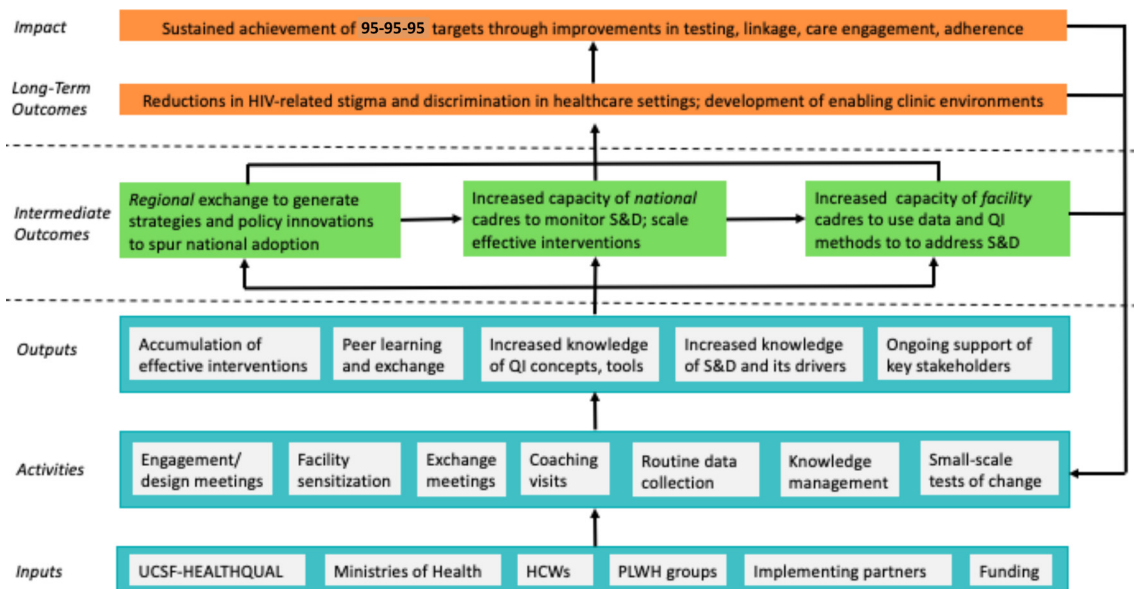 Impact
Sustained achievement of 95-95-95 targets through improvements in testing, linkage, care engagement, adherence
Long-Term
Outcomes
Reductions in HIV-related stigma and discrimination in healthcare settings; development of enabling clinic environments
Intermediate
Outcomes
Regional exchange to generate
strategies and policy innovations
to spur national adoption
Increased capacity of national
cadres to monitor S&D; scale
effective interventions
Increased capacity of facility
cadres to use data and QI
methods to to address S&D
Outputs
Accumulation of
effective interventions
Peer learning
and exchange
Increased knowledge
of QI concepts, tools
Increased knowledge
of S&D and its drivers
Ongoing support of
key stakeholders
Activities
Engagement/
design meetings
Facility
sensitization
Exchange
meetings
Coaching
visits
Routine data
collection
Knowledge
management
Small-scale
tests of change
Inputs
UCSF-HEALTHQUAL
Ministries of Health
HCWs
PLWH groups
Implementing partners
Funding